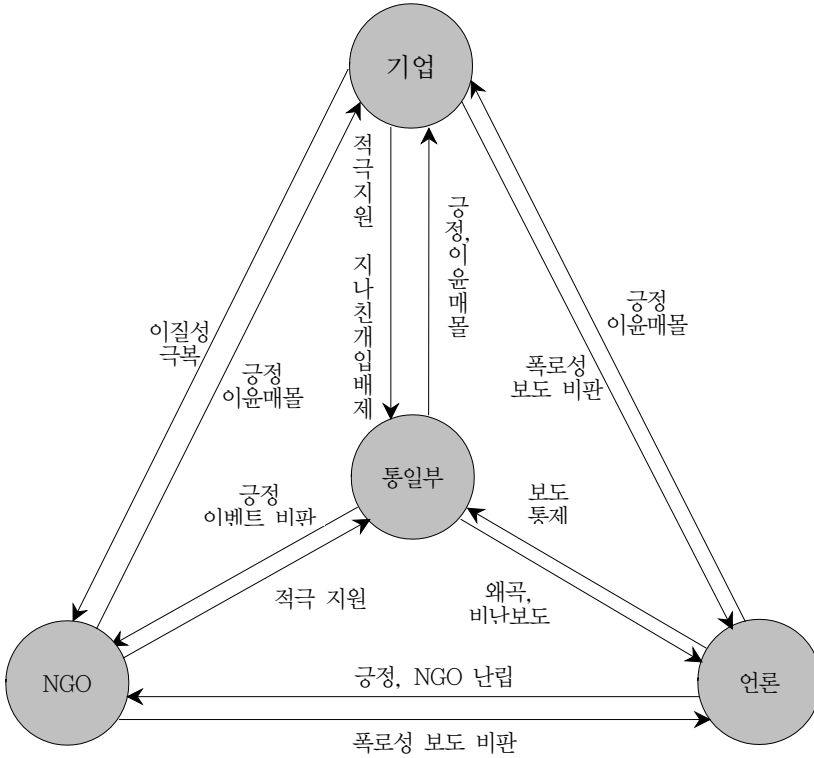 기업
적극지원 지나친개입배제
긍정,이윤매몰
이질성
극복
긍정
이윤매몰
폭로성
보도 비판
긍정
이윤매몰
통일부
긍정
이벤트 비판
보도
통제
적극 지원
왜곡,
비난보도
NGO
긍정, NGO 난립
언론
폭로성 보도 비판